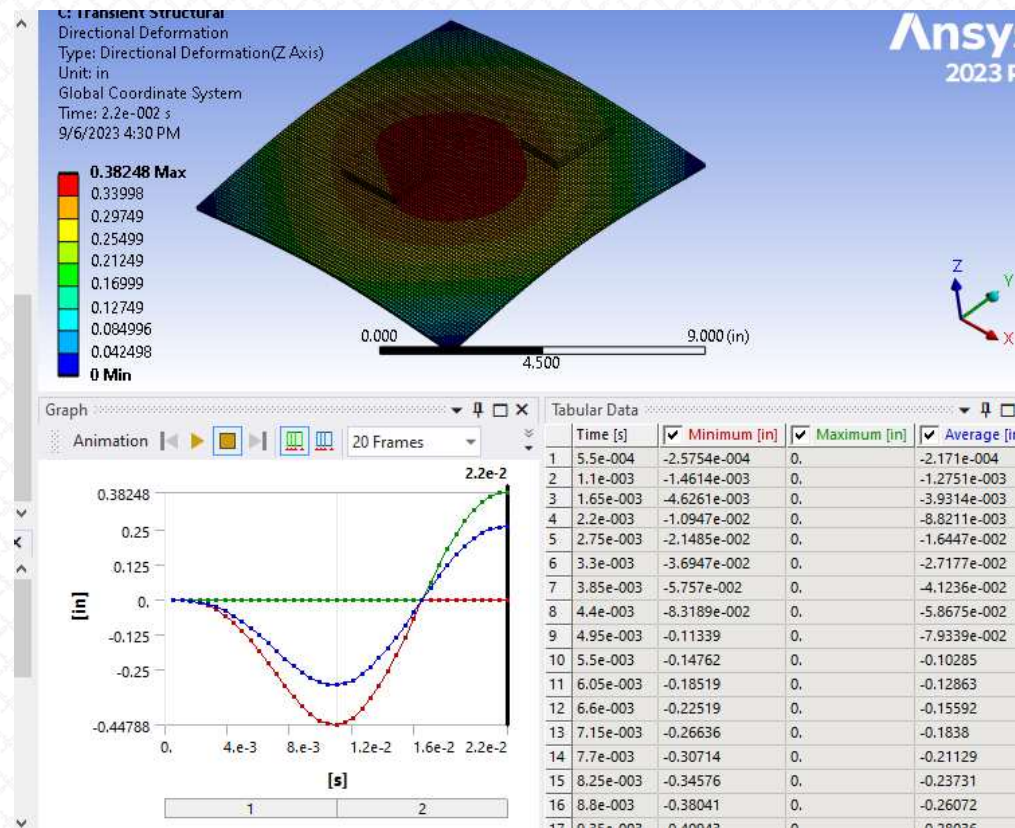 C: Transient Structural
Directional Deformation
Type: Directional Deformation(Z Axis)
Unit: in
Global Coordinate System
Time: 2.2e-002 s
9/6/2023 4:30 PM
0.38248 Max
0.33998
0.29749
0.25499
0.21249
0.16999
0.12749
0.084996
0.042498
0 Min
Ansys
2023
Z
Y
X
0.000 9.000 (in)
4.500
Graph
Animation 20 Frames
2.2e-2
0.38248
0.25
0.125
0.
-0.125
-0.25
-0.44788
[in]
0. 4.e-3 8.e-3 1.2e-2 1.6e-2 2.2e-2
[s]
1 2
Tabular Data
Time [s] Minimum [in] Maximum [in] Average [in
1 5.5e-004 -2.5754e-004 0. -2.171e-004
2 1.1e-003 -1.4614e-003 0. -1.2751e-003
3 1.65e-003 -4.6261e-003 0. -3.9314e-003
4 2.2e-003 -1.0947e-002 0. -8.8211e-003
5 2.75e-003 -2.1485e-002 0. -1.6447e-002
6 3.3e-003 -3.6947e-002 0. -2.7177e-002
7 3.85e-003 -5.757e-002 0. -4.1236e-002
8 4.4e-003 -8.3189e-002 0. -5.8675e-002
9 4.95e-003 -0.11339 0. -7.9339e-002
10 5.5e-003 -0.14762 0. -0.10285
11 6.05e-003 -0.18519 0. -0.12863
12 6.6e-003 -0.22519 0. -0.15592
13 7.15e-003 -0.26636 0. -0.1838
14 7.7e-003 -0.30714 0. -0.21129
15 8.25e-003 -0.34576 0. -0.23731
16 8.8e-003 -0.38041 0. -0.26072